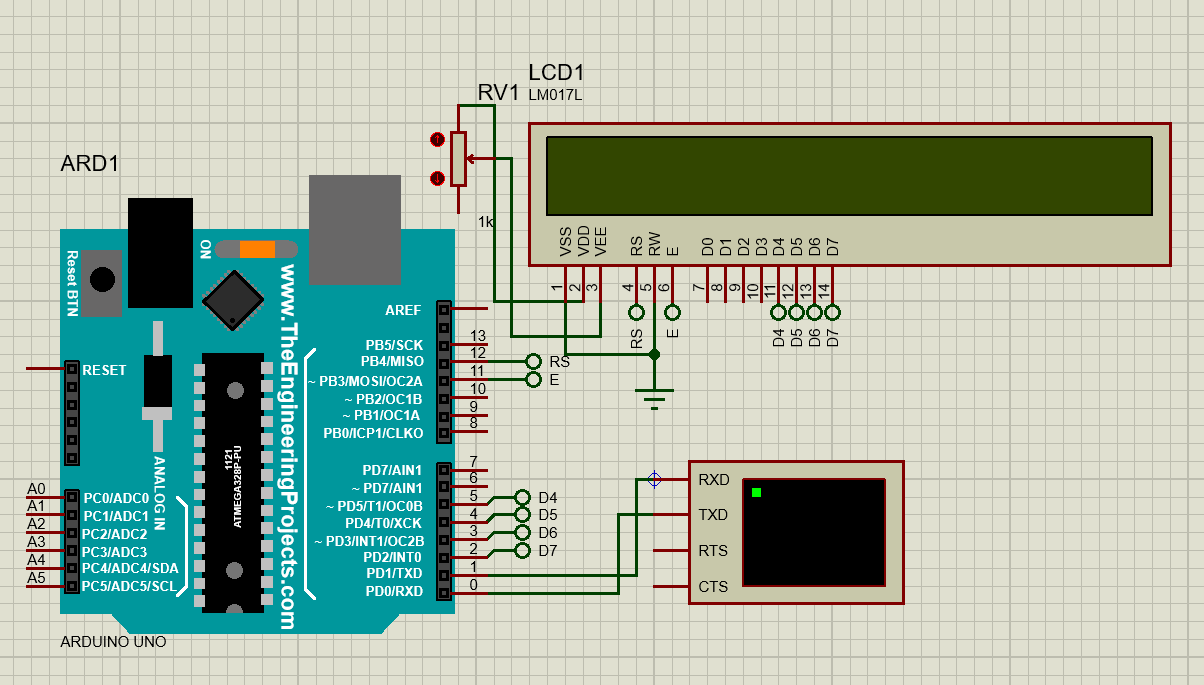 LCD1
LM017L
RV1
1k
ARD1
VSS
VDD
VEE
RS
RW
E
D0
D1
D2
D3
D4
D5
D6
D7
1
2
3
4
5
6
7
8
9
10
11
12
13
14
RS
E
D4
D5
D6
D7
Reset BTN
ON
www.TheEngineeringProjects.com
1121
ATMEGA328P-PU
ANALOG IN
RESET
AREF
PB5/SCK 13
PB4/MISO 12 RS
~ PB3/MOSI/OC2A 11 E
~ PB2/OC1B 10
~ PB1/OC1A 9
PB0/ICP1/CLKO 8
PD7/AIN1 7
~ PD7/AIN1 6
~ PD5/T1/OC0B 5 D4
PD4/T0/XCK 4 D5
~ PD3/INT1/OC2B 3 D6
PD2/INT0 2 D7
PD1/TXD 1
PD0/RXD 0
A0 PC0/ADC0
A1 PC1/ADC1
A2 PC2/ADC2
A3 PC3/ADC3
A4 PC4/ADC4/SDA
A5 PC5/ADC5/SCL
RXD
TXD
RTS
CTS
ARDUINO UNO